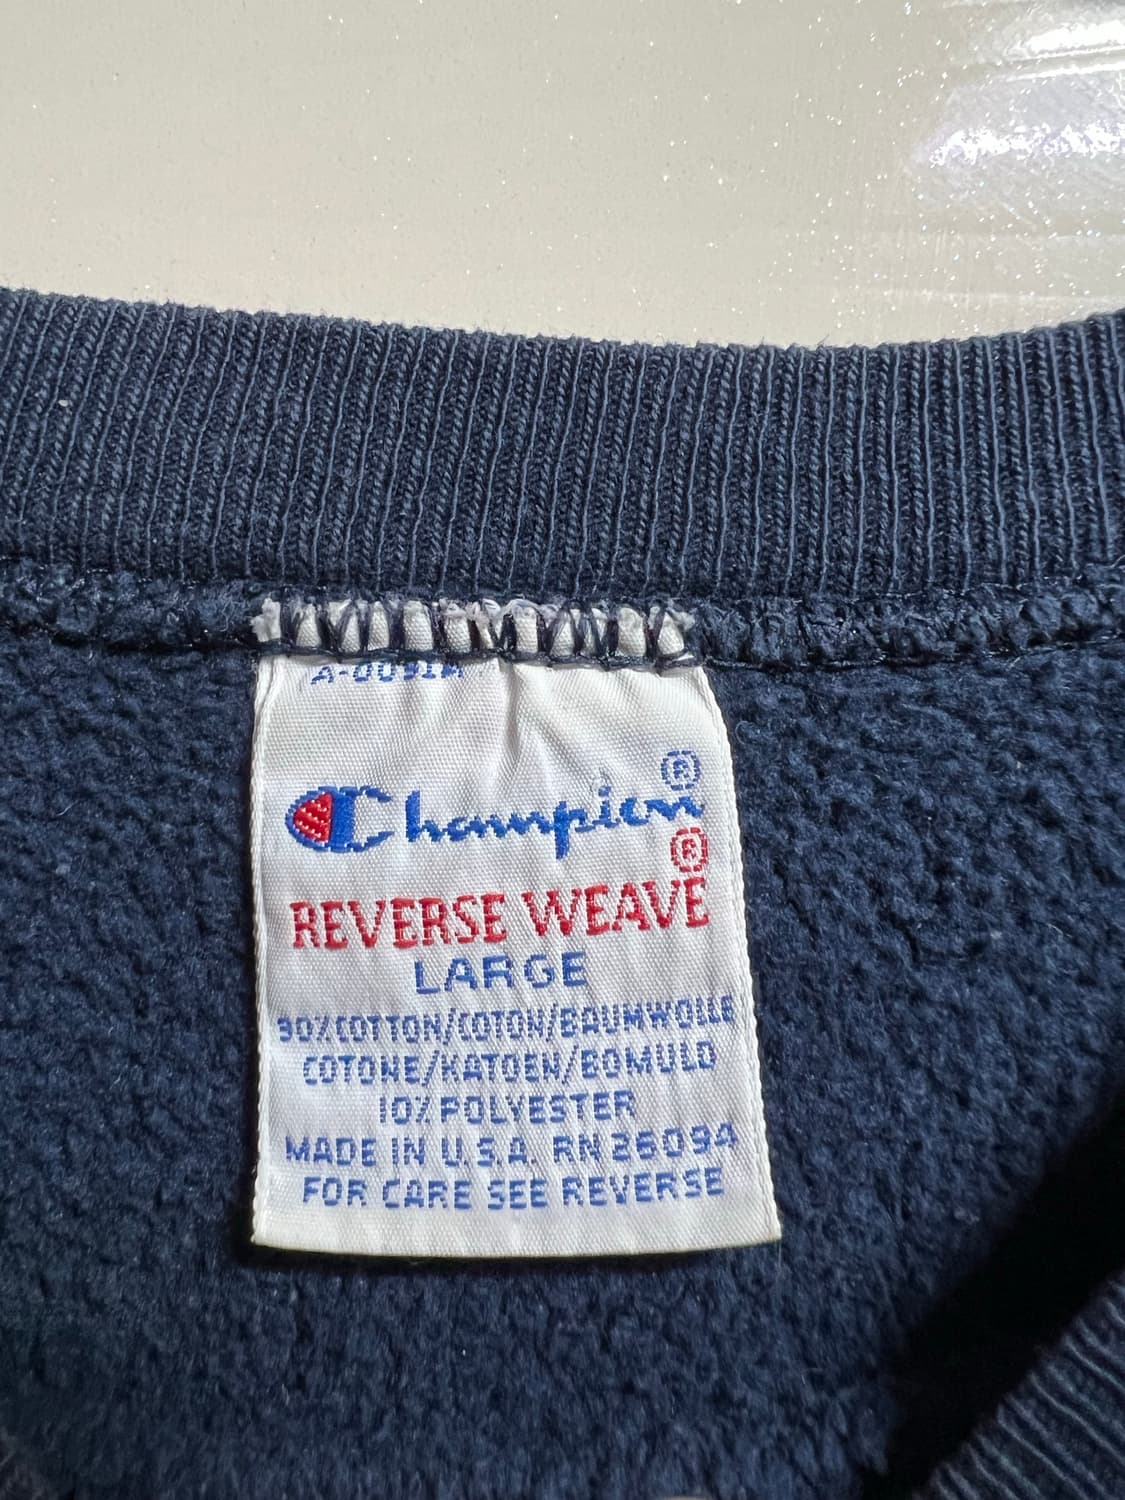 A-0091A
Champion®
REVERSE WEAVE®
LARGE
90% COTTON/COTON/BAUMWOLLE
COTONE/KATOEN/BOMULD
10% POLYESTER
MADE IN U.S.A. RN 26094
FOR CARE SEE REVERSE